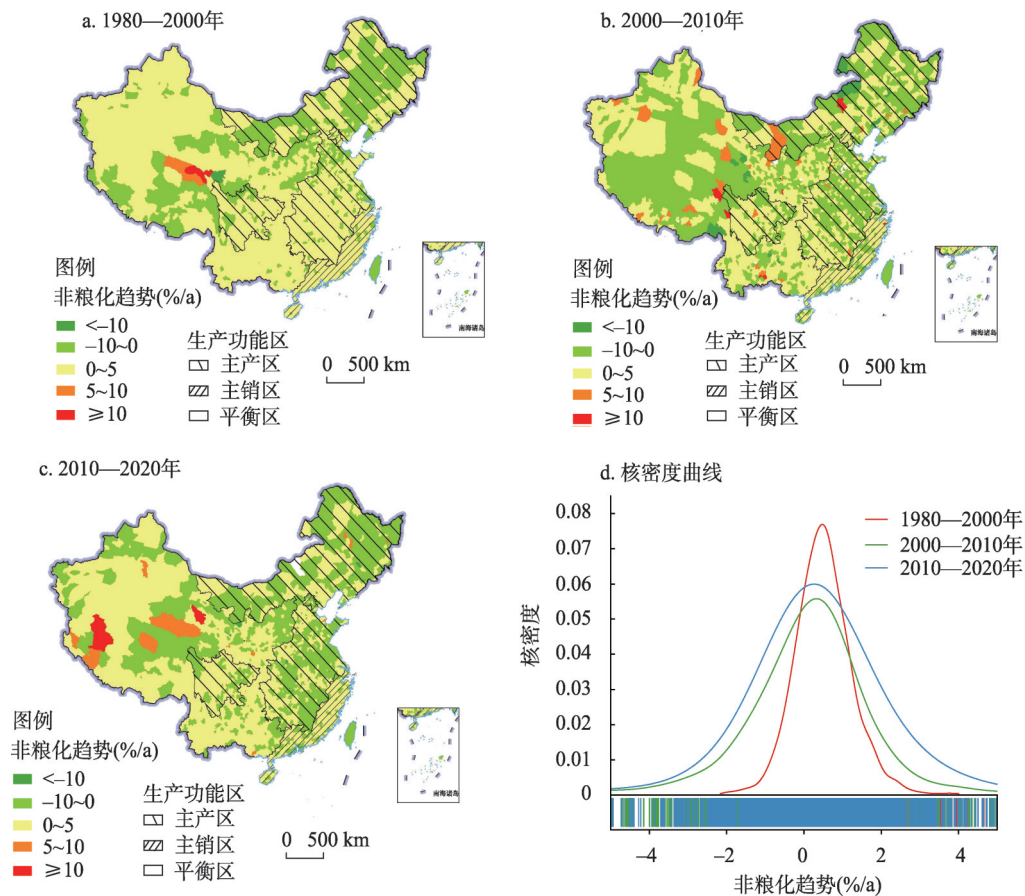 a. 1980—2000年
图例
非粮化趋势(%/a)
<–10
–10~0
0~5
5~10
≥10
生产功能区
主产区
主销区
平衡区
0 500 km
南海诸岛
b. 2000—2010年
图例
非粮化趋势(%/a)
<–10
–10~0
0~5
5~10
≥10
生产功能区
主产区
主销区
平衡区
0 500 km
南海诸岛
c. 2010—2020年
图例
非粮化趋势(%/a)
<–10
–10~0
0~5
5~10
≥10
生产功能区
主产区
主销区
平衡区
0 500 km
南海诸岛
d. 核密度曲线
1980—2000年
2000—2010年
2010—2020年
核密度
0.08
0.07
0.06
0.05
0.04
0.03
0.02
0.01
0
–4 –2 0 2 4
非粮化趋势(%/a)